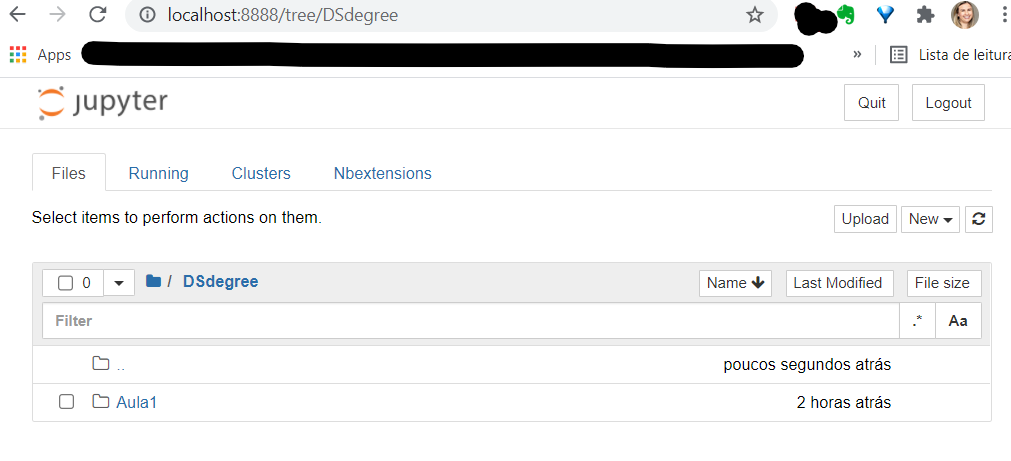 localhost:8888/tree/DSdegree
Apps » Lista de leitura
jupyter Quit Logout
Files Running Clusters Nbextensions
Select items to perform actions on them. Upload New
0 / DSdegree Name Last Modified File size
Filter .* Aa
.. poucos segundos atrás
Aula1 2 horas atrás